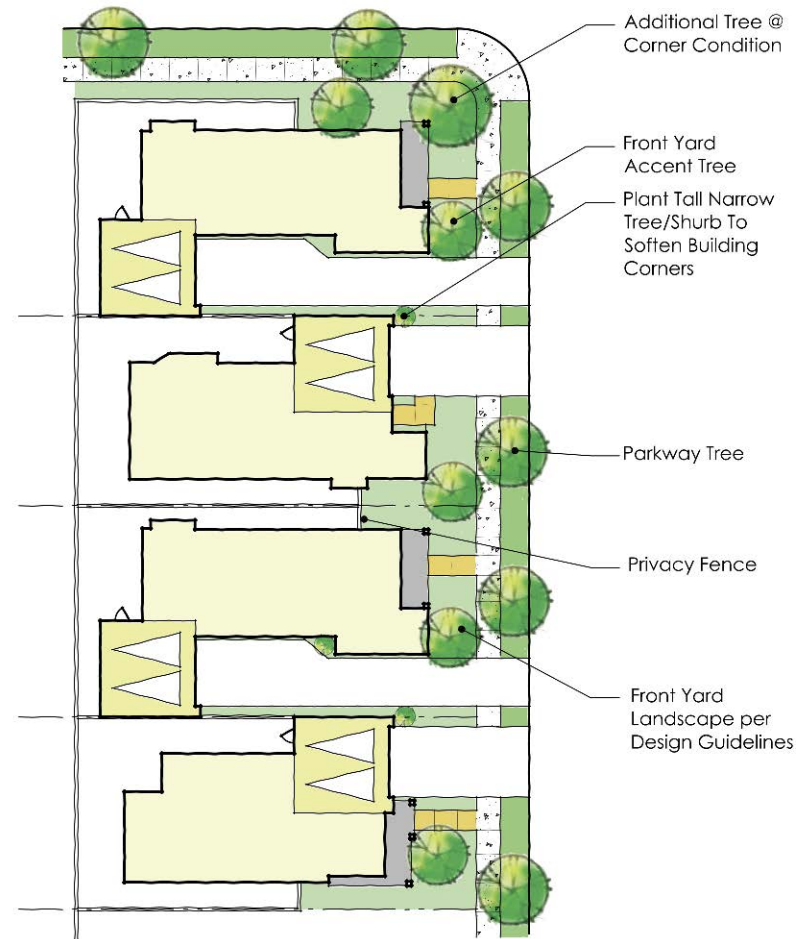 Additional Tree @
Corner Condition
Front Yard
Accent Tree
Plant Tall Narrow
Tree/Shurb To
Soften Building
Corners
Parkway Tree
Privacy Fence
Front Yard
Landscape per
Design Guidelines